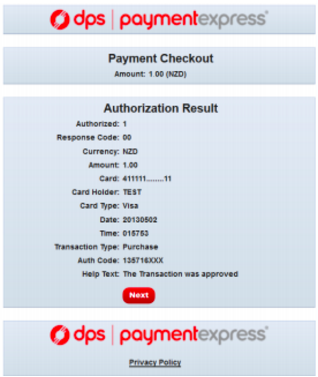 dps | paymentexpress
Payment Checkout
Amount: 1.00 (NZD)
Authorization Result
Authorized: 1
Response Code: 00
Currency: NZD
Amount: 1.00
Card: 411111........11
Card Holder: TEST
Card Type: Visa
Date: 20130502
Time: 015753
Transaction Type: Purchase
Auth Code: 135716XXX
Help Text: The Transaction was approved
Next
dps | paymentexpress
Privacy Policy